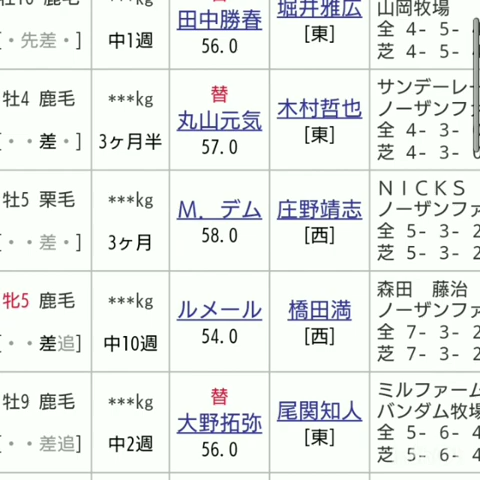 牡10 鹿毛
[・先差・]
中1週
田中勝春
56.0
堀井雅広
[東]
山岡牧場
全 4- 5-
芝 4- 5-
牡4 鹿毛
[・・差・]
***kg
3ヶ月半
替
丸山元気
57.0
木村哲也
[東]
サンデーレー
ノーザンファ
全 4- 3-
芝 4- 3-
牡5 栗毛
[・・差・]
***kg
3ヶ月
M．デム
58.0
庄野靖志
[西]
ＮＩＣＫＳ
ノーザンファ
全 5- 3- 2
芝 5- 3- 2
牝5 鹿毛
[・・差追]
***kg
中10週
ルメール
54.0
橋田満
[西]
森田　藤治
ノーザンファ
全 7- 3- 2
芝 7- 3- 2
牡9 鹿毛
[・・差追]
***kg
中2週
替
大野拓弥
56.0
尾関知人
[東]
ミルファーム
バンダム牧場
全 5- 6- 4
芝 5- 6- 4